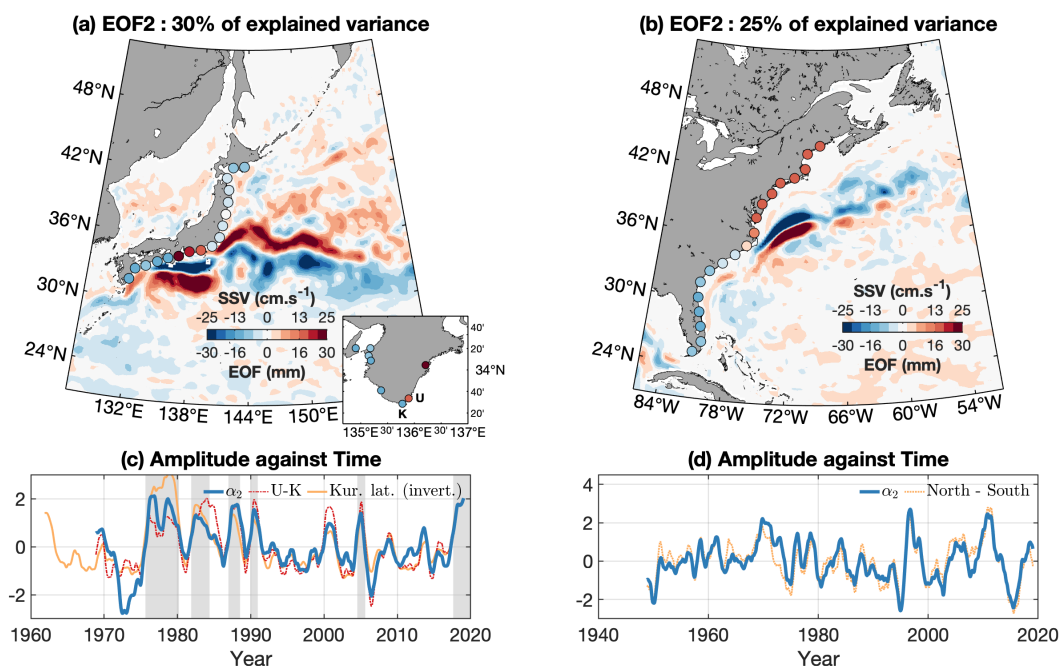 (a) EOF2 : 30% of explained variance
48°N
42°N
36°N
30°N
24°N
SSV (cm.s⁻¹)
-25 -13 0 13 25
-30 -16 0 16 30
EOF (mm)
132°E 138°E 144°E 150°E
40'
20'
34°N
40'
20'
U
K
135°E 30' 136°E 30' 137°E
(b) EOF2 : 25% of explained variance
48°N
42°N
36°N
30°N
24°N
SSV (cm.s⁻¹)
-25 -13 0 13 25
-30 -16 0 16 30
EOF (mm)
84°W 78°W 72°W 66°W 60°W 54°W
(c) Amplitude against Time
α₂ U-K Kur. lat. (invert.)
2
0
-2
1960 1970 1980 1990 2000 2010 2020
Year
(d) Amplitude against Time
α₂ North - South
4
2
0
-2
1940 1960 1980 2000 2020
Year